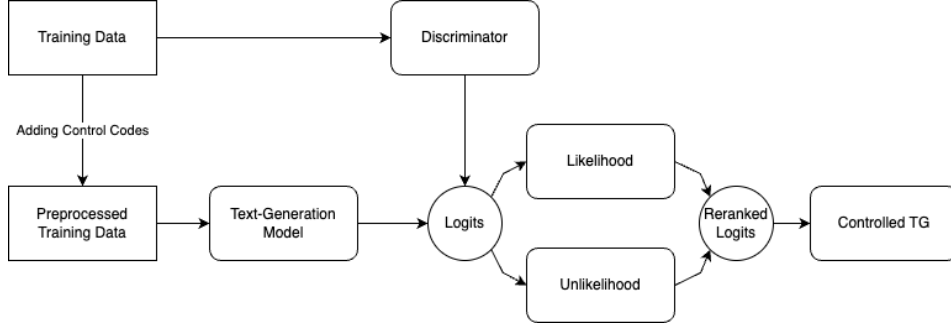 Training Data
Discriminator
Adding Control Codes
Likelihood
Preprocessed
Training Data
Text-Generation
Model
Logits
Reranked
Logits
Controlled TG
Unlikelihood